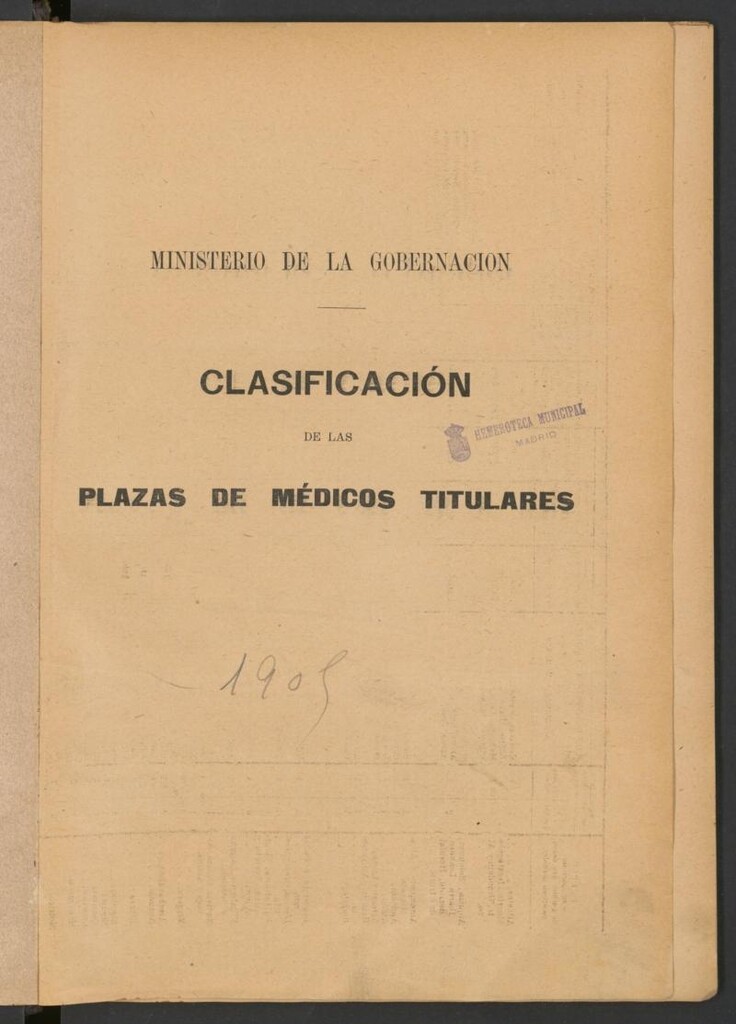 MINISTERIO DE LA GOBERNACION
CLASIFICACIÓN
DE LAS
HEMEROTECA MUNICIPAL
MADRID
PLAZAS DE MÉDICOS TITULARES
1905